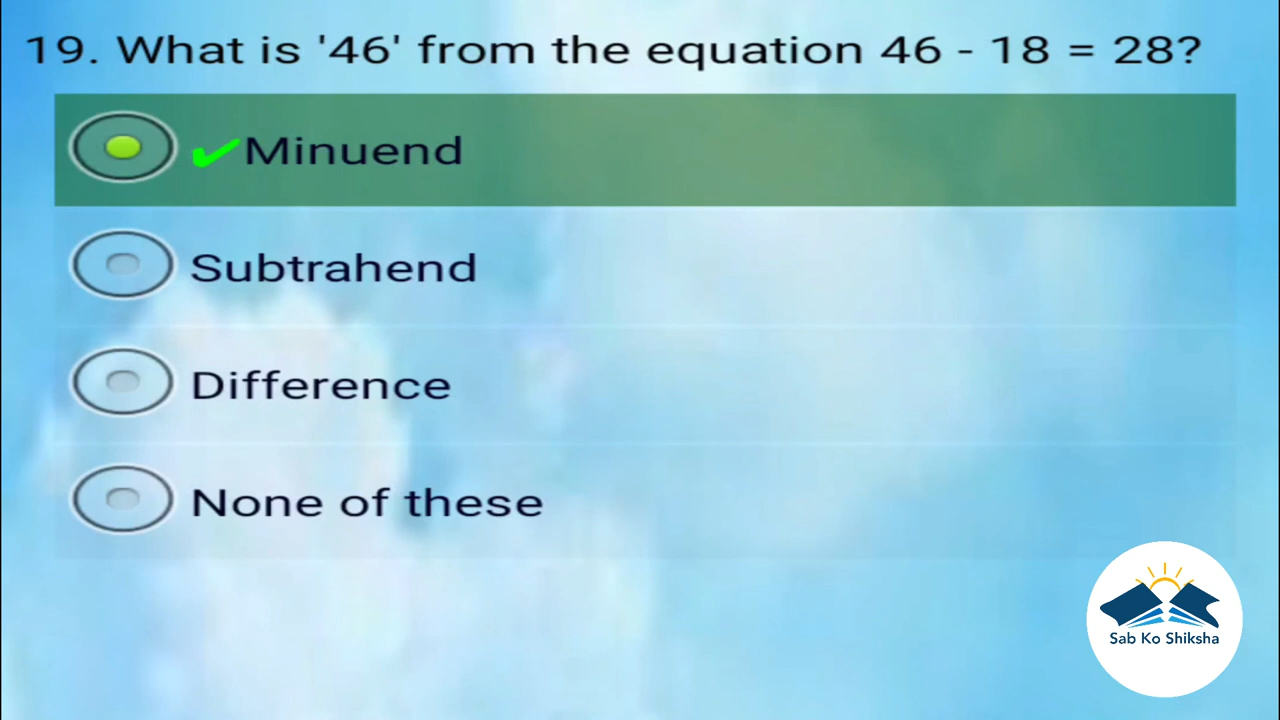 19. What is '46' from the equation 46 - 18 = 28?
✔Minuend
Subtrahend
Difference
None of these
Sab Ko Shiksha